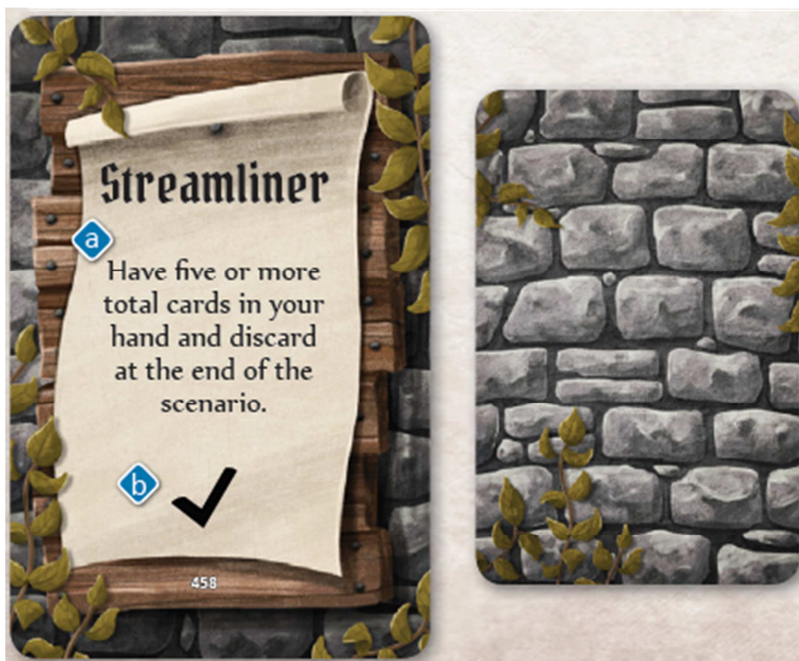 Streamliner
a
Have five or more
total cards in your
hand and discard
at the end of the
scenario.
b
458